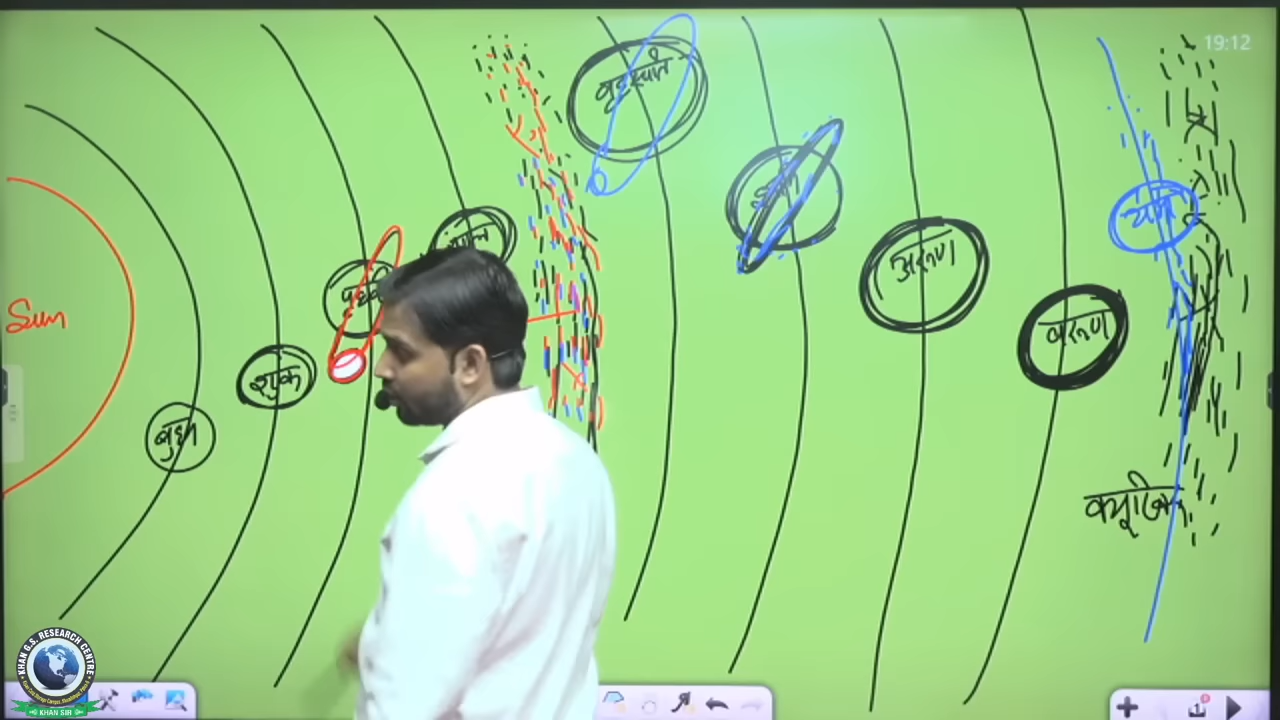 19:12
बृहस्पति
शनि
यम
मंगल
अरुण
पृथ्वी
Sun
वरुण
शुक्र
बुध
क्यूपर
KHAN G.S. RESEARCH CENTRE
KHAN SIR